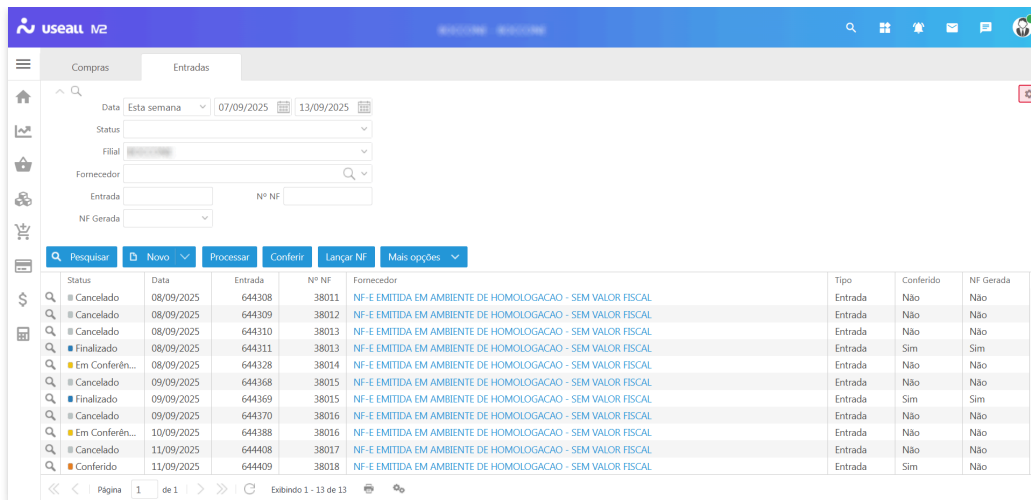 useall M2
Compras Entradas
Data Esta semana 07/09/2025 13/09/2025
Status
Filial
Fornecedor
Entrada Nº NF
NF Gerada
Pesquisar Novo Processar Conferir Lançar NF Mais opções
Status Data Entrada Nº NF Fornecedor Tipo Conferido NF Gerada
Cancelado 08/09/2025 644308 38011 NF-E EMITIDA EM AMBIENTE DE HOMOLOGACAO - SEM VALOR FISCAL Entrada Não Não
Cancelado 08/09/2025 644309 38012 NF-E EMITIDA EM AMBIENTE DE HOMOLOGACAO - SEM VALOR FISCAL Entrada Não Não
Cancelado 08/09/2025 644310 38013 NF-E EMITIDA EM AMBIENTE DE HOMOLOGACAO - SEM VALOR FISCAL Entrada Não Não
Finalizado 08/09/2025 644311 38013 NF-E EMITIDA EM AMBIENTE DE HOMOLOGACAO - SEM VALOR FISCAL Entrada Sim Sim
Em Conferên... 08/09/2025 644328 38014 NF-E EMITIDA EM AMBIENTE DE HOMOLOGACAO - SEM VALOR FISCAL Entrada Não Não
Cancelado 09/09/2025 644368 38015 NF-E EMITIDA EM AMBIENTE DE HOMOLOGACAO - SEM VALOR FISCAL Entrada Não Não
Finalizado 09/09/2025 644369 38015 NF-E EMITIDA EM AMBIENTE DE HOMOLOGACAO - SEM VALOR FISCAL Entrada Sim Sim
Cancelado 09/09/2025 644370 38016 NF-E EMITIDA EM AMBIENTE DE HOMOLOGACAO - SEM VALOR FISCAL Entrada Não Não
Em Conferên... 10/09/2025 644388 38016 NF-E EMITIDA EM AMBIENTE DE HOMOLOGACAO - SEM VALOR FISCAL Entrada Não Não
Cancelado 11/09/2025 644408 38017 NF-E EMITIDA EM AMBIENTE DE HOMOLOGACAO - SEM VALOR FISCAL Entrada Não Não
Conferido 11/09/2025 644409 38018 NF-E EMITIDA EM AMBIENTE DE HOMOLOGACAO - SEM VALOR FISCAL Entrada Sim Não
Página 1 de 1 Exibindo 1 - 13 de 13